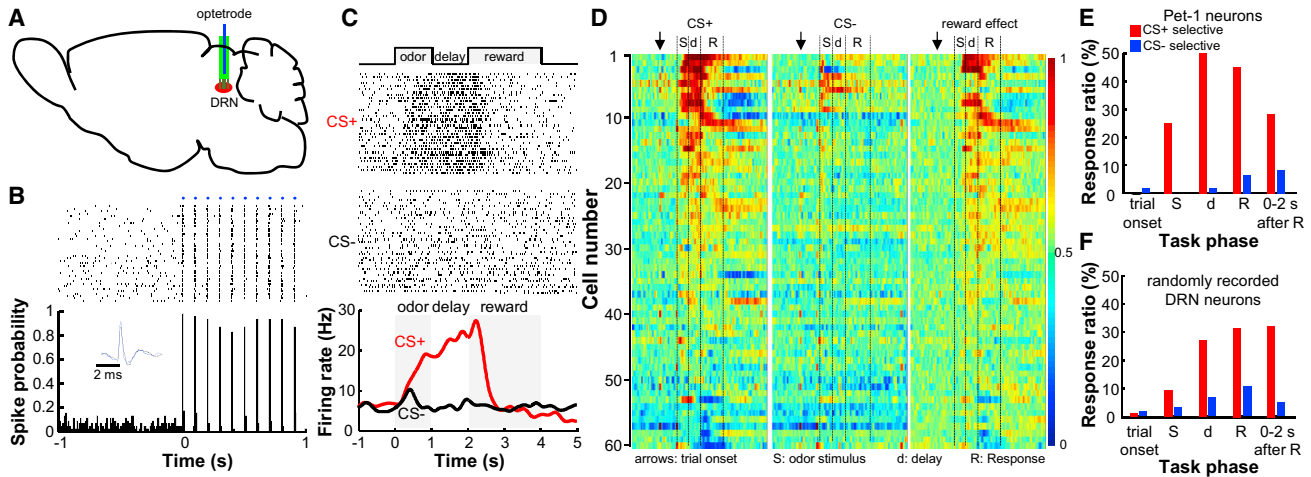 A
optetrode
DRN
B
2 ms
Spike probability
1
0.8
0.6
0.4
0.2
0
-1
0
1
Time (s)
C
odor
delay
reward
CS+
CS-
odor delay
reward
CS+
CS-
Firing rate (Hz)
30
20
10
0
-1
0
1
2
3
4
5
Time (s)
D
CS+
CS-
reward effect
S d R
S d R
S d R
Cell number
1
10
20
30
40
50
60
1
0.5
0
arrows: trial onset
S: odor stimulus
d: delay
R: Response
E
Pet-1 neurons
CS+ selective
CS- selective
Response ratio (%)
50
40
30
20
10
0
trial onset
S
d
R
0-2 s after R
Task phase
F
randomly recorded
DRN neurons
Response ratio (%)
50
40
30
20
10
0
trial onset
S
d
R
0-2 s after R
Task phase